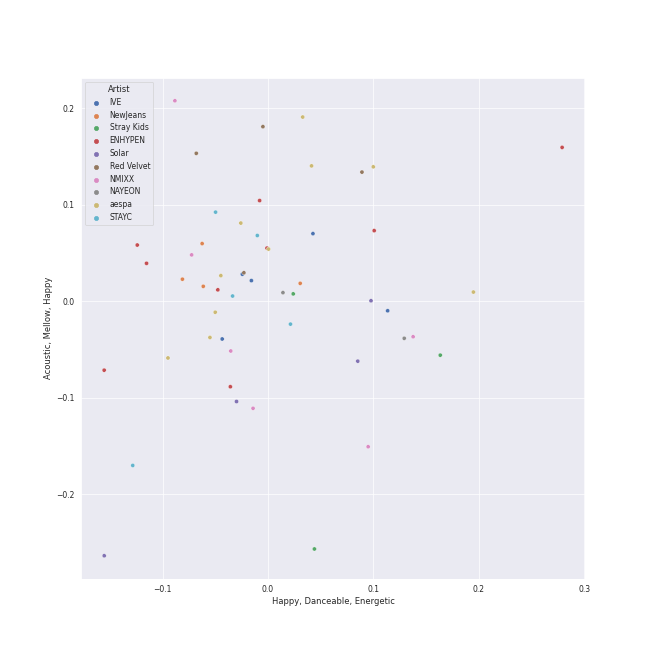 Artist
IVE
NewJeans
Stray Kids
ENHYPEN
Solar
Red Velvet
NMIXX
NAYEON
aespa
STAYC
0.2
0.1
0.0
−0.1
−0.2
Acoustic, Mellow, Happy
−0.1
0.0
0.1
0.2
0.3
Happy, Danceable, Energetic